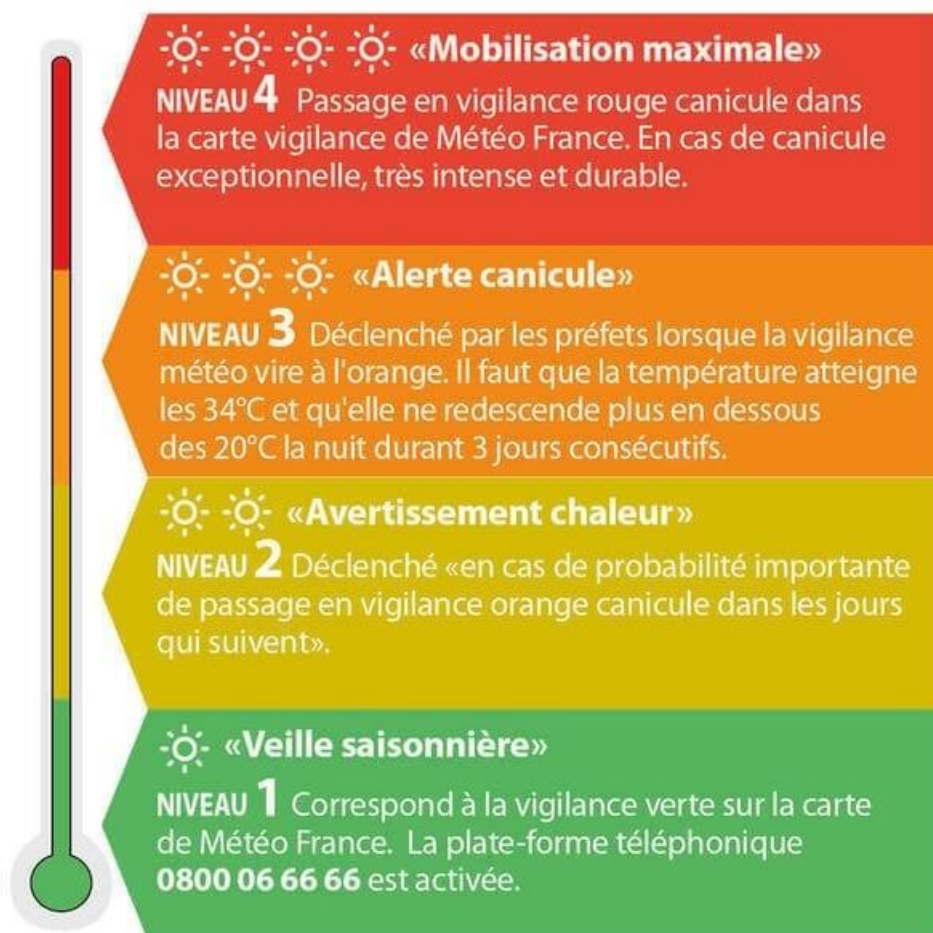 «Mobilisation maximale»
NIVEAU 4 Passage en vigilance rouge canicule dans
la carte vigilance de Météo France. En cas de canicule
exceptionnelle, très intense et durable.
«Alerte canicule»
NIVEAU 3 Déclenché par les préfets lorsque la vigilance
météo vire à l'orange. Il faut que la température atteigne
les 34°C et qu'elle ne redescende plus en dessous
des 20°C la nuit durant 3 jours consécutifs.
«Avertissement chaleur»
NIVEAU 2 Déclenché «en cas de probabilité importante
de passage en vigilance orange canicule dans les jours
qui suivent».
«Veille saisonnière»
NIVEAU 1 Correspond à la vigilance verte sur la carte
de Météo France. La plate-forme téléphonique
0800 06 66 66 est activée.